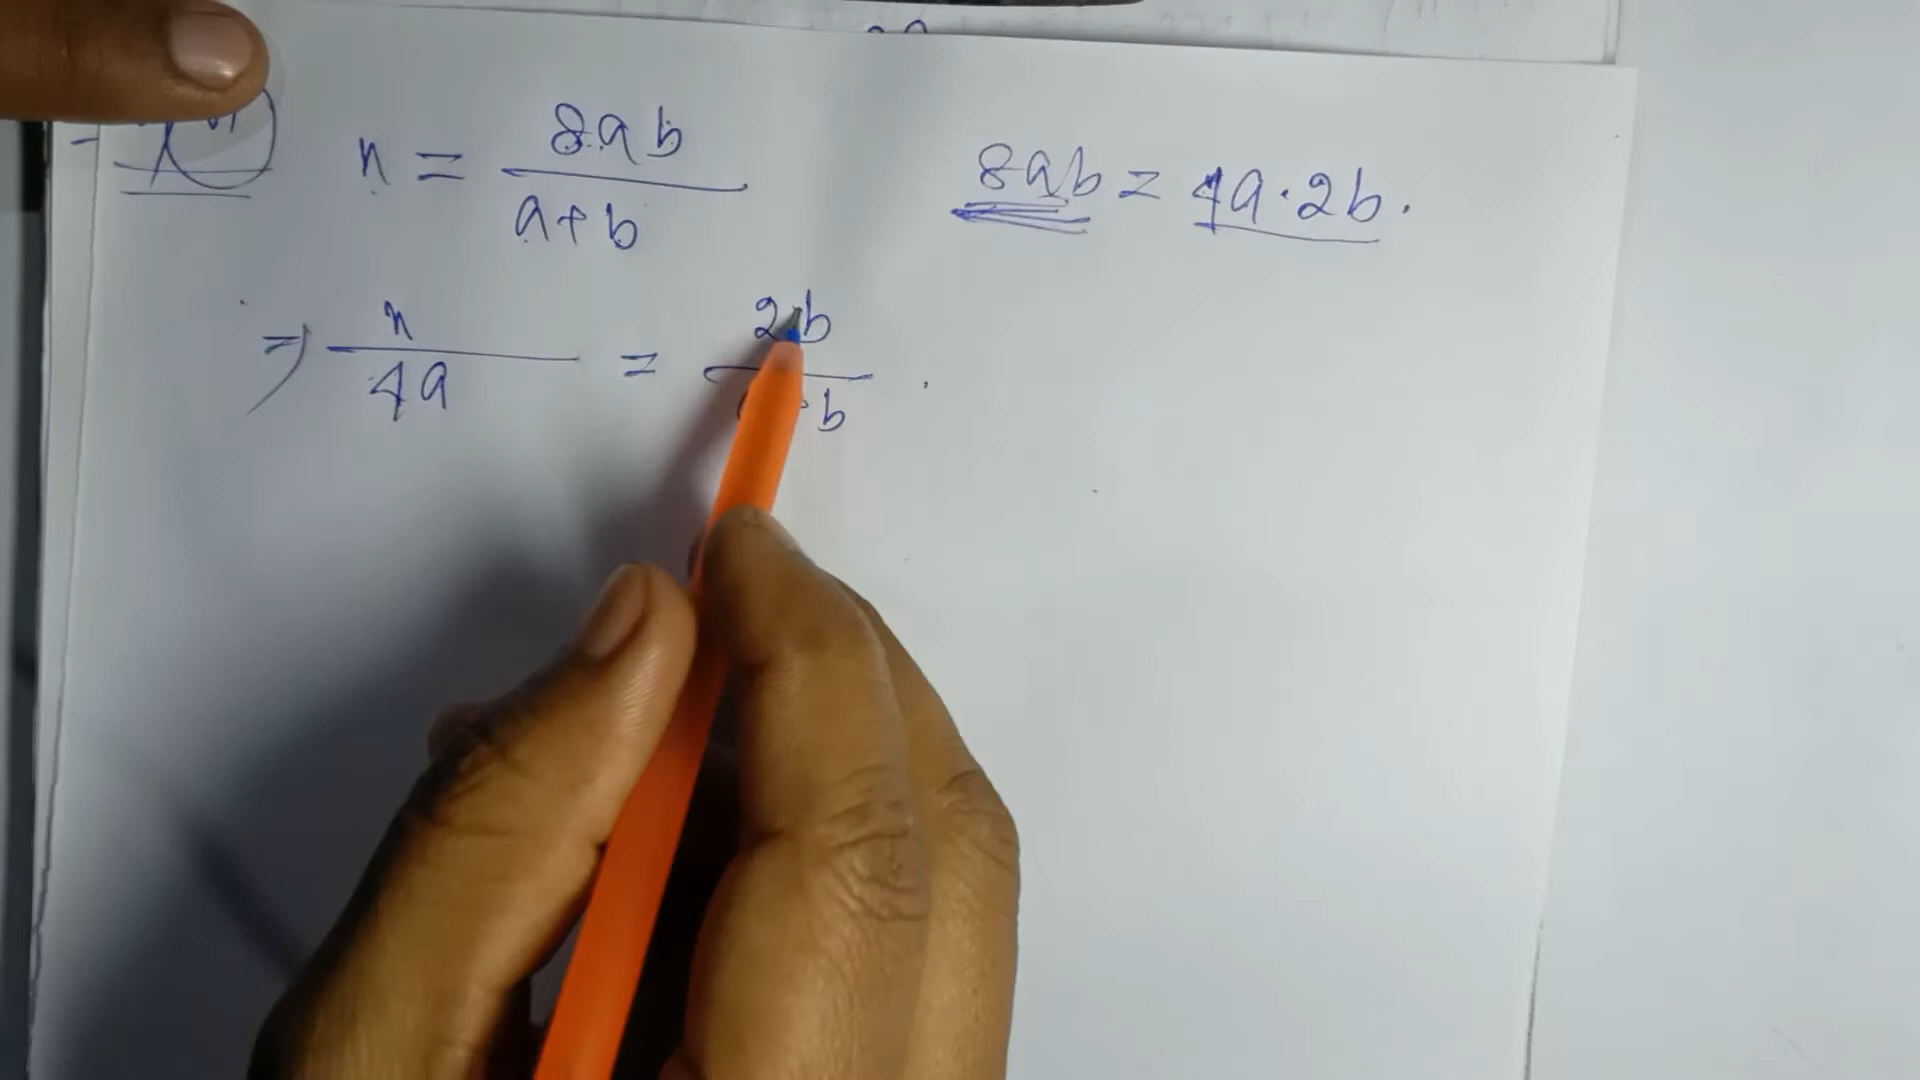 n = 8ab / a+b
8ab = 4a·2b.
=) n / 4a = 2b / b